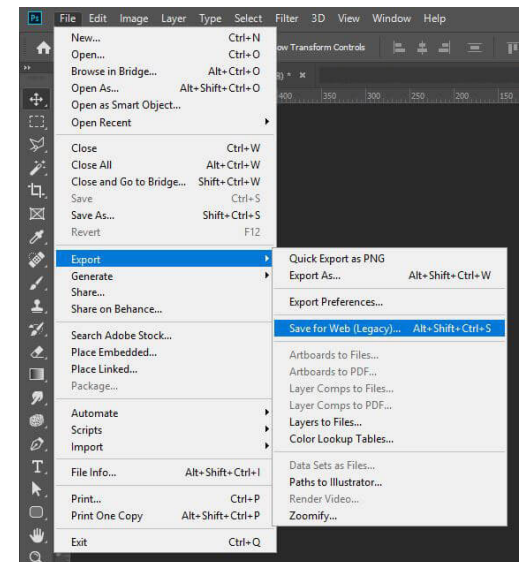 Ps File Edit Image Layer Type Select Filter 3D View Window Help
New... Ctrl+N
Open... Ctrl+O
Browse in Bridge... Alt+Ctrl+O
Open As... Alt+Shift+Ctrl+O
Open as Smart Object...
Open Recent
Close Ctrl+W
Close All Alt+Ctrl+W
Close and Go to Bridge... Shift+Ctrl+W
Save Ctrl+S
Save As... Shift+Ctrl+S
Revert F12
Export
Generate
Share...
Share on Behance...
Search Adobe Stock...
Place Embedded...
Place Linked...
Package...
Automate
Scripts
Import
File Info... Alt+Shift+Ctrl+I
Print... Ctrl+P
Print One Copy Alt+Shift+Ctrl+P
Exit Ctrl+Q
ow Transform Controls
8) * ×
400 350 300 250 200 150
Quick Export as PNG
Export As... Alt+Shift+Ctrl+W
Export Preferences...
Save for Web (Legacy)... Alt+Shift+Ctrl+S
Artboards to Files...
Artboards to PDF...
Layer Comps to Files...
Layer Comps to PDF...
Layers to Files...
Color Lookup Tables...
Data Sets as Files...
Paths to Illustrator...
Render Video...
Zoomify...